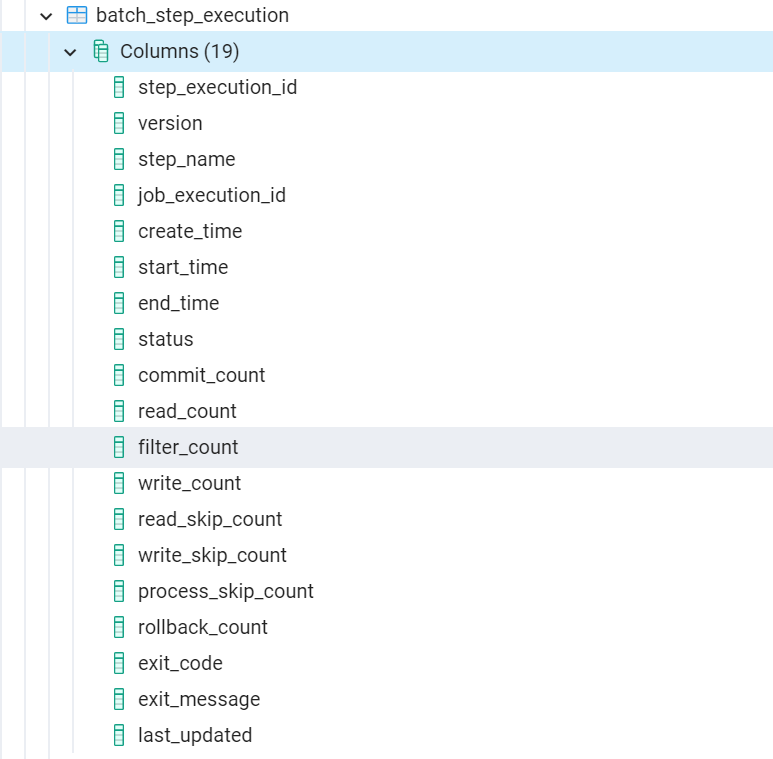 batch_step_execution
Columns (19)
step_execution_id
version
step_name
job_execution_id
create_time
start_time
end_time
status
commit_count
read_count
filter_count
write_count
read_skip_count
write_skip_count
process_skip_count
rollback_count
exit_code
exit_message
last_updated